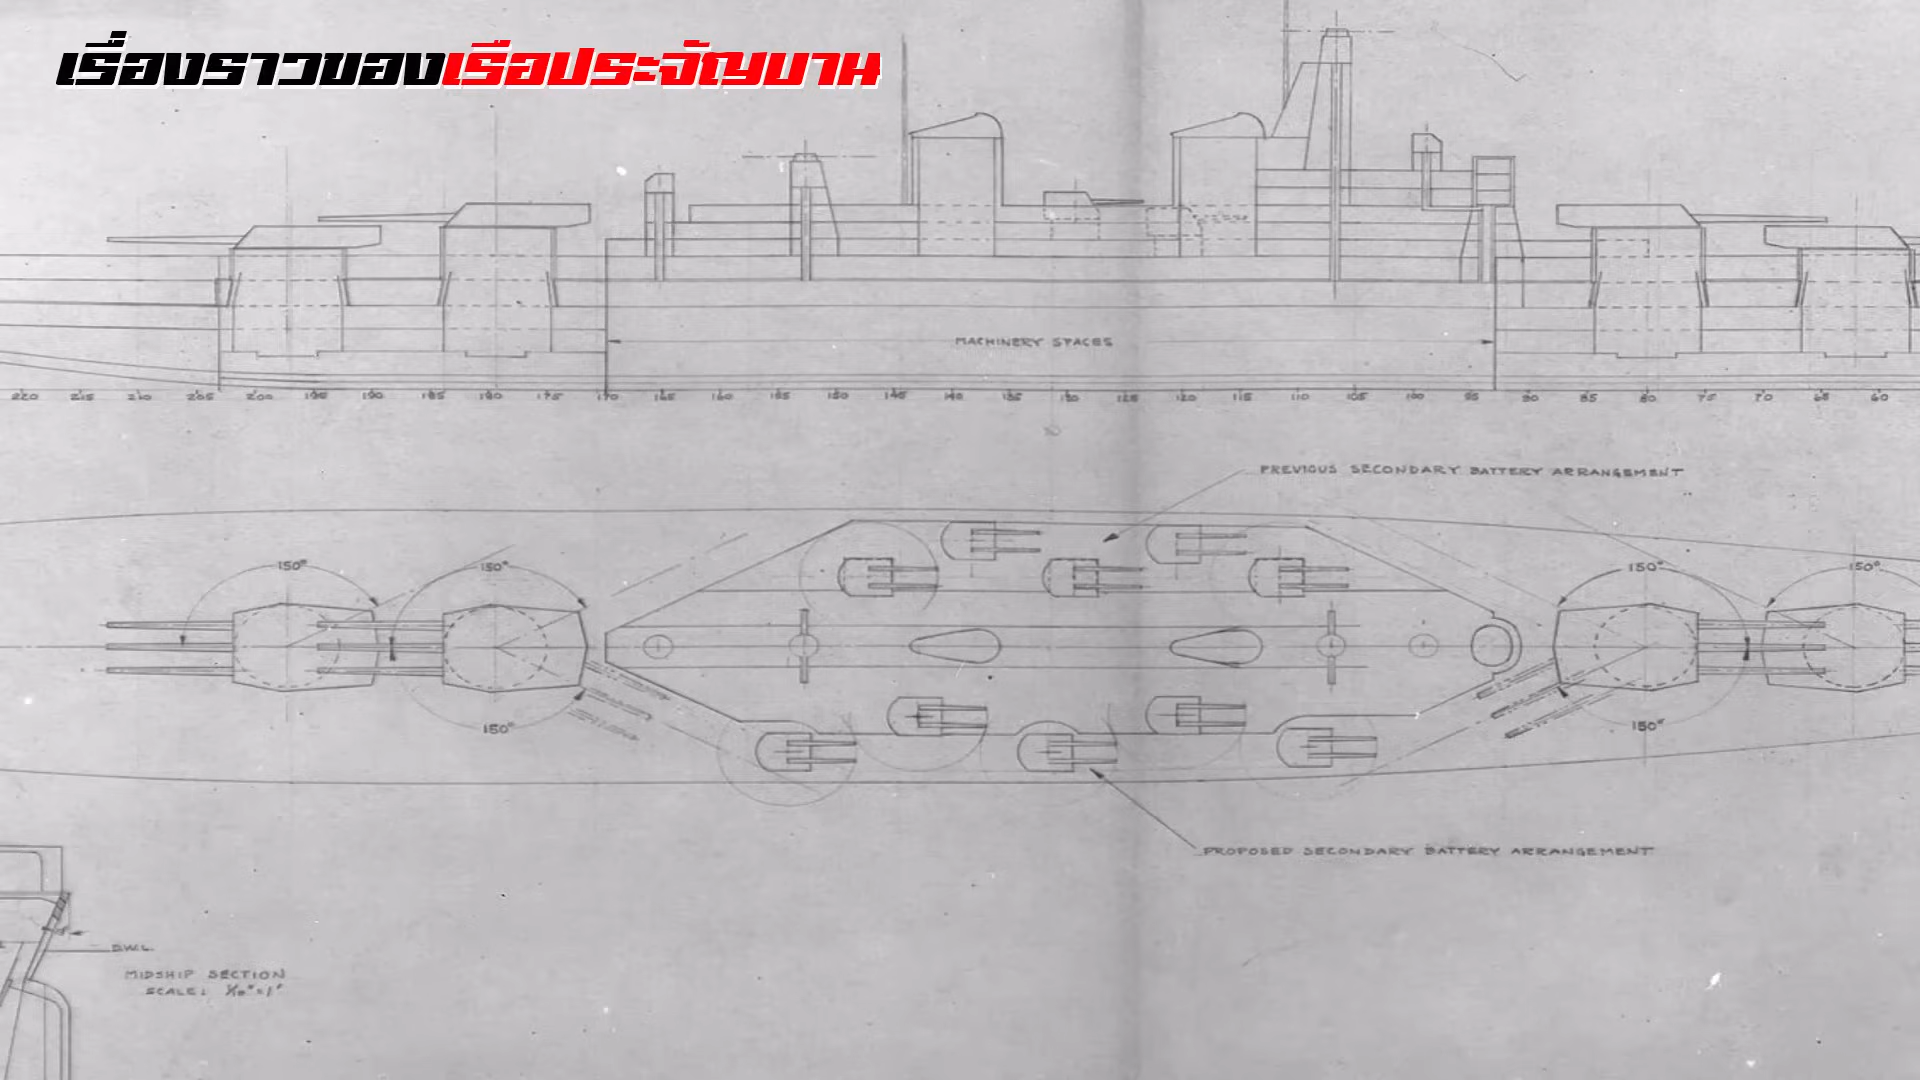 เรื่องราวของเรือประจัญบาน
MACHINERY SPACES
220 215 210 205 200 195 190 185 180 175 170 165 160 155 150 145 140 135 130 125 120 115 110 105 100 95 90 85 80 75 70 65 60
PREVIOUS SECONDARY BATTERY ARRANGEMENT
150° 150° 150° 150°
150° 150°
PROPOSED SECONDARY BATTERY ARRANGEMENT
D.W.L.
MIDSHIP SECTION
SCALE: